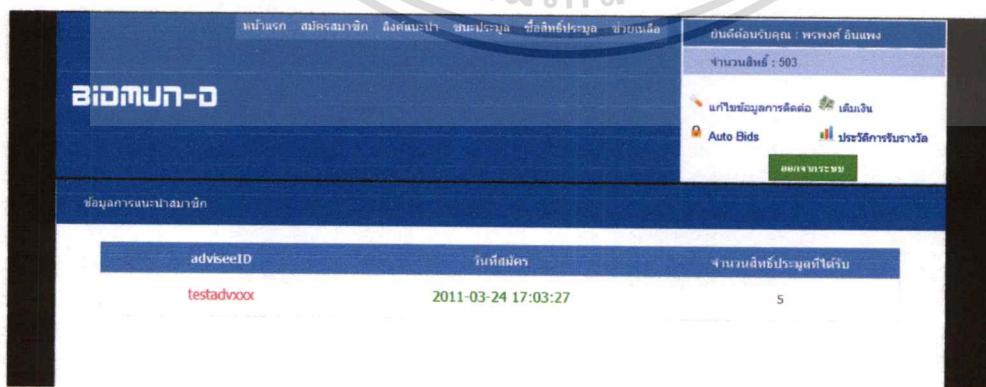 หน้าแรก สมัครสมาชิก ลิงค์แนะนำ ชนะประมูล ซื้อสิทธิ์ประมูล ช่วยเหลือ
ยินดีต้อนรับคุณ : พรพงศ์ อินแพง
จำนวนสิทธิ์ : 503
BIDทันใจ-D
แก้ไขข้อมูลการติดต่อ เติมเงิน
Auto Bids ประวัติการรับรางวัล
ออกจากระบบ
ข้อมูลการแนะนำสมาชิก
adviseeID วันที่สมัคร จำนวนสิทธิ์ประมูลที่ได้รับ
testadvxxx 2011-03-24 17:03:27 5